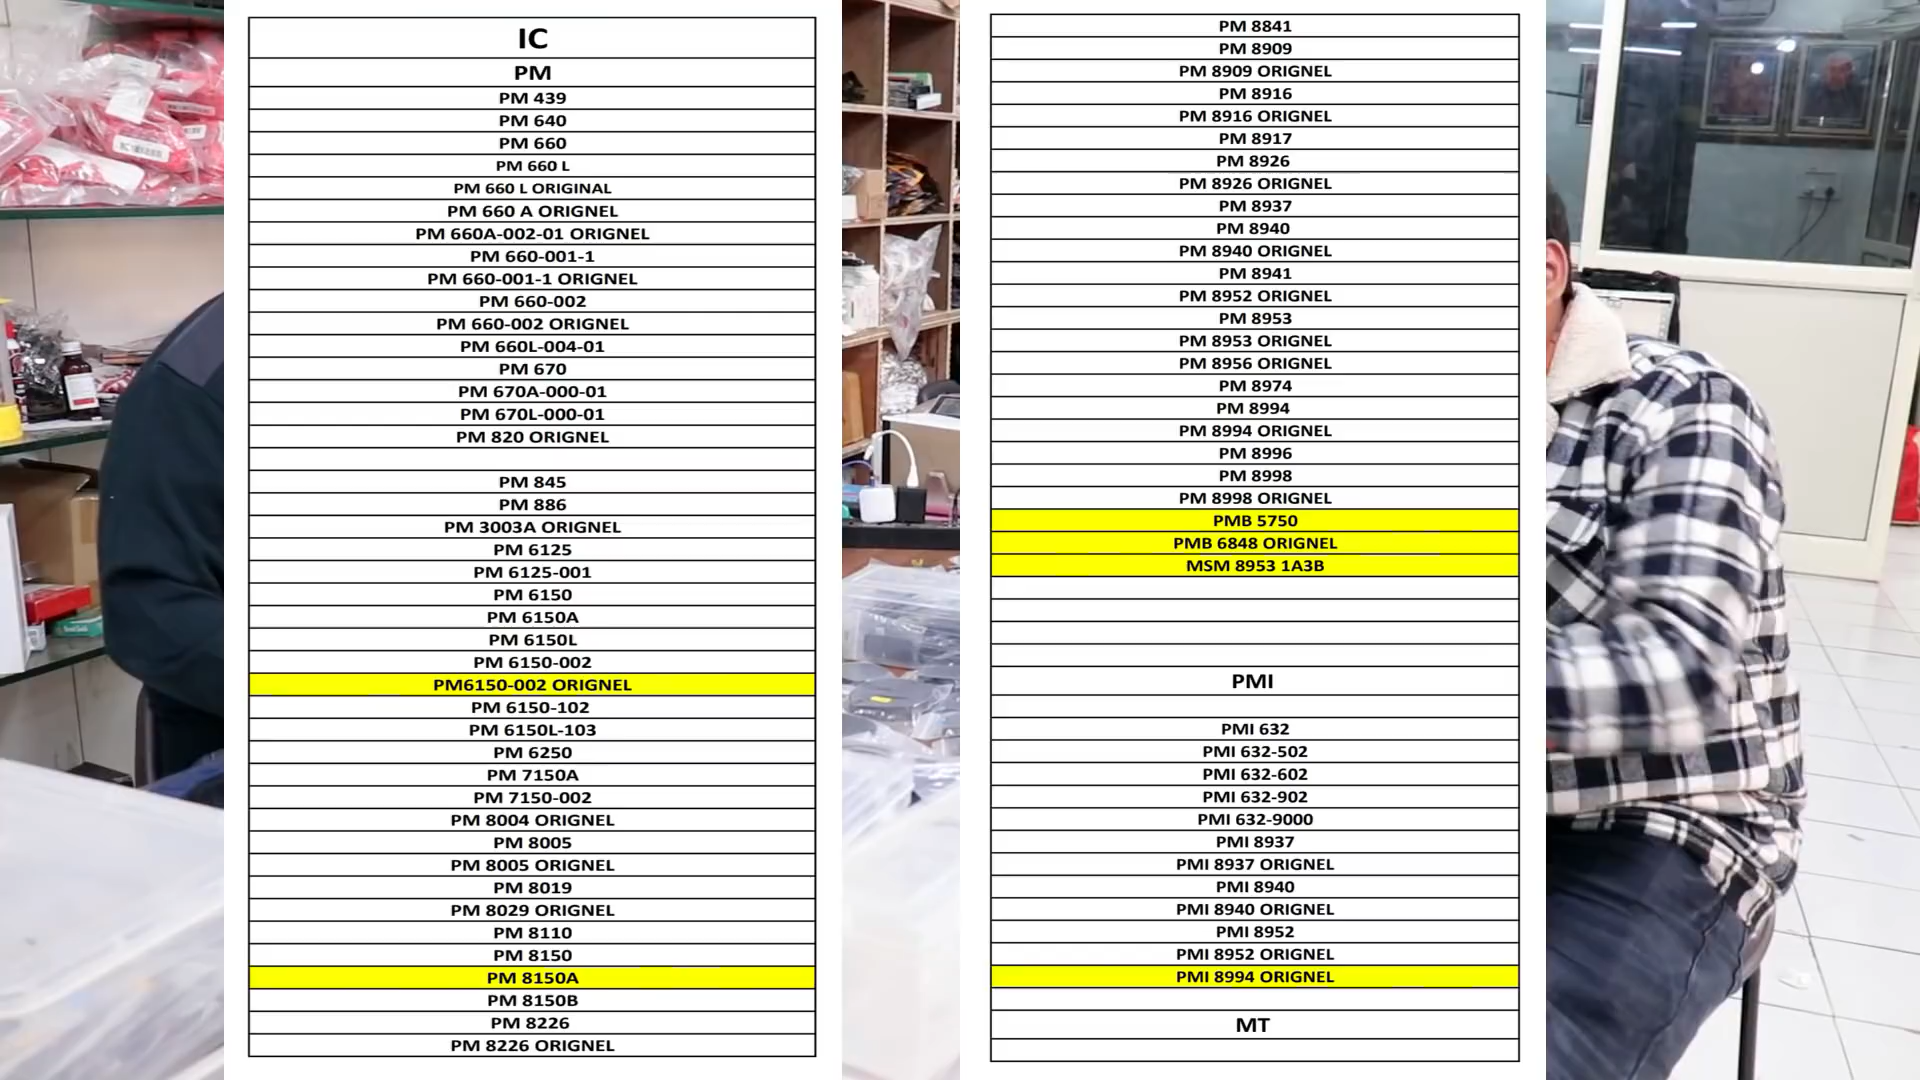 IC
PM
PM 439
PM 640
PM 660
PM 660 L
PM 660 L ORIGINAL
PM 660 A ORIGNEL
PM 660A-002-01 ORIGNEL
PM 660-001-1
PM 660-001-1 ORIGNEL
PM 660-002
PM 660-002 ORIGNEL
PM 660L-004-01
PM 670
PM 670A-000-01
PM 670L-000-01
PM 820 ORIGNEL
PM 845
PM 886
PM 3003A ORIGNEL
PM 6125
PM 6125-001
PM 6150
PM 6150A
PM 6150L
PM 6150-002
PM6150-002 ORIGNEL
PM 6150-102
PM 6150L-103
PM 6250
PM 7150A
PM 7150-002
PM 8004 ORIGNEL
PM 8005
PM 8005 ORIGNEL
PM 8019
PM 8029 ORIGNEL
PM 8110
PM 8150
PM 8150A
PM 8150B
PM 8226
PM 8226 ORIGNEL
PM 8841
PM 8909
PM 8909 ORIGNEL
PM 8916
PM 8916 ORIGNEL
PM 8917
PM 8926
PM 8926 ORIGNEL
PM 8937
PM 8940
PM 8940 ORIGNEL
PM 8941
PM 8952 ORIGNEL
PM 8953
PM 8953 ORIGNEL
PM 8956 ORIGNEL
PM 8974
PM 8994
PM 8994 ORIGNEL
PM 8996
PM 8998
PM 8998 ORIGNEL
PMB 5750
PMB 6848 ORIGNEL
MSM 8953 1A3B
PMI
PMI 632
PMI 632-502
PMI 632-602
PMI 632-902
PMI 632-9000
PMI 8937
PMI 8937 ORIGNEL
PMI 8940
PMI 8940 ORIGNEL
PMI 8952
PMI 8952 ORIGNEL
PMI 8994 ORIGNEL
MT